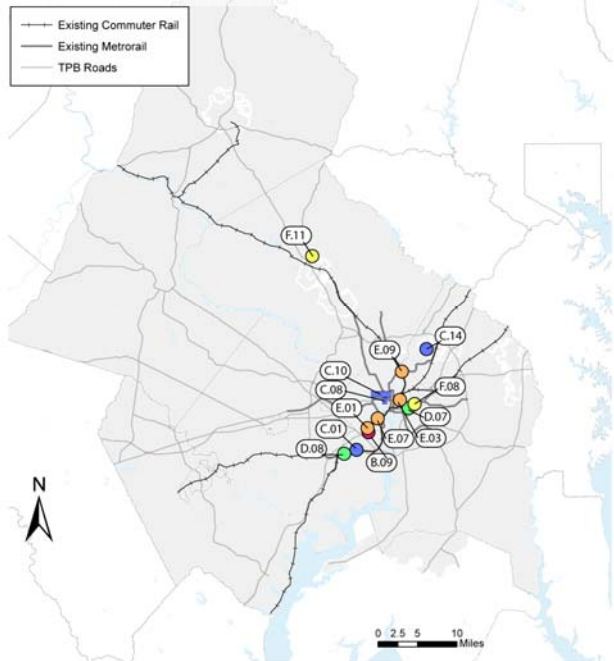 Existing Commuter Rail
Existing Metrorail
TPB Roads
F.11
C.14
E.09
C.10
C.08
F.08
E.01
D.07
C.01
D.08
B.09
E.07
E.03
N
0 2.5 5 10
Miles